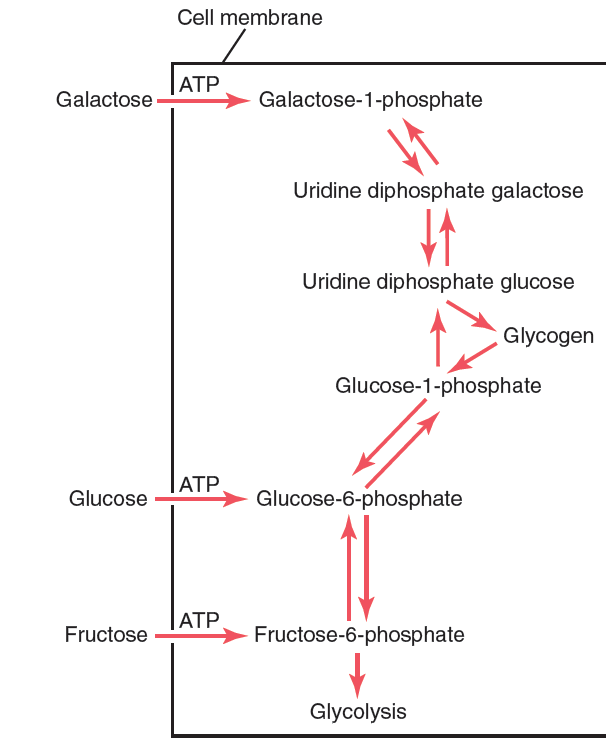 Cell membrane
ATP
Galactose
Galactose-1-phosphate
Uridine diphosphate galactose
Uridine diphosphate glucose
Glycogen
Glucose-1-phosphate
ATP
Glucose
Glucose-6-phosphate
ATP
Fructose
Fructose-6-phosphate
Glycolysis